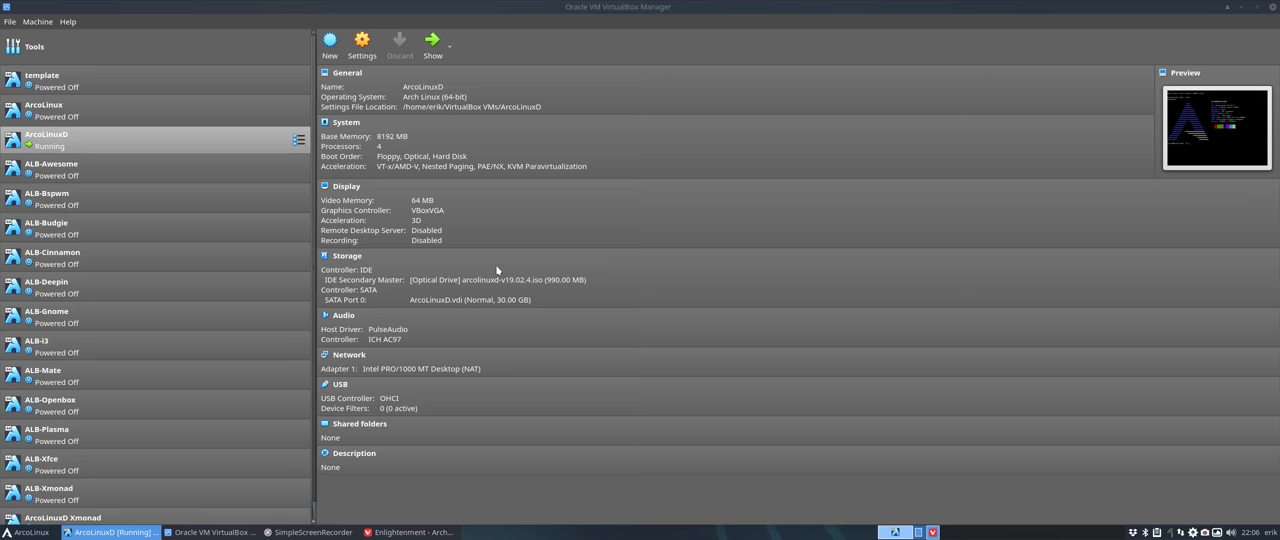 Oracle VM VirtualBox Manager
File Machine Help
Tools
template
Powered Off
ArcoLinux
Powered Off
ArcoLinuxD
Running
ALB-Awesome
Powered Off
ALB-Bspwm
Powered Off
ALB-Budgie
Powered Off
ALB-Cinnamon
Powered Off
ALB-Deepin
Powered Off
ALB-Gnome
Powered Off
ALB-i3
Powered Off
ALB-Mate
Powered Off
ALB-Openbox
Powered Off
ALB-Plasma
Powered Off
ALB-Xfce
Powered Off
ALB-Xmonad
Powered Off
ArcoLinuxD Xmonad
New Settings Discard Show
General
Name: ArcoLinuxD
Operating System: Arch Linux (64-bit)
Settings File Location: /home/erik/VirtualBox VMs/ArcoLinuxD
System
Base Memory: 8192 MB
Processors: 4
Boot Order: Floppy, Optical, Hard Disk
Acceleration: VT-x/AMD-V, Nested Paging, PAE/NX, KVM Paravirtualization
Display
Video Memory: 64 MB
Graphics Controller: VBoxVGA
Acceleration: 3D
Remote Desktop Server: Disabled
Recording: Disabled
Storage
Controller: IDE
IDE Secondary Master: [Optical Drive] arcolinuxd-v19.02.4.iso (990.00 MB)
Controller: SATA
SATA Port 0: ArcoLinuxD.vdi (Normal, 30.00 GB)
Audio
Host Driver: PulseAudio
Controller: ICH AC97
Network
Adapter 1: Intel PRO/1000 MT Desktop (NAT)
USB
USB Controller: OHCI
Device Filters: 0 (0 active)
Shared folders
None
Description
None
Preview
ArcoLinux ArcoLinuxD [Running] ... Oracle VM VirtualBox ... SimpleScreenRecorder Enlightenment - Arch... 22:06 erik